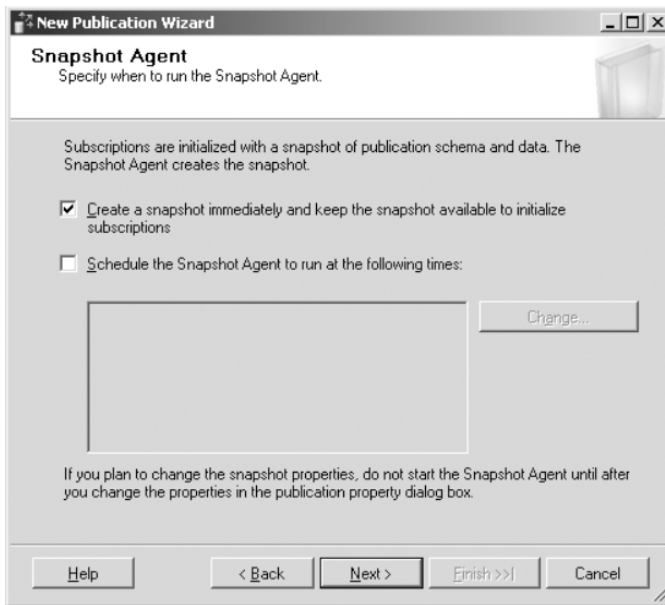 New Publication Wizard
Snapshot Agent
Specify when to run the Snapshot Agent.
Subscriptions are initialized with a snapshot of publication schema and data. The
Snapshot Agent creates the snapshot.
Create a snapshot immediately and keep the snapshot available to initialize
subscriptions
Schedule the Snapshot Agent to run at the following times:
Change...
If you plan to change the snapshot properties, do not start the Snapshot Agent until after
you change the properties in the publication property dialog box.
Help < Back Next > Finish >>| Cancel